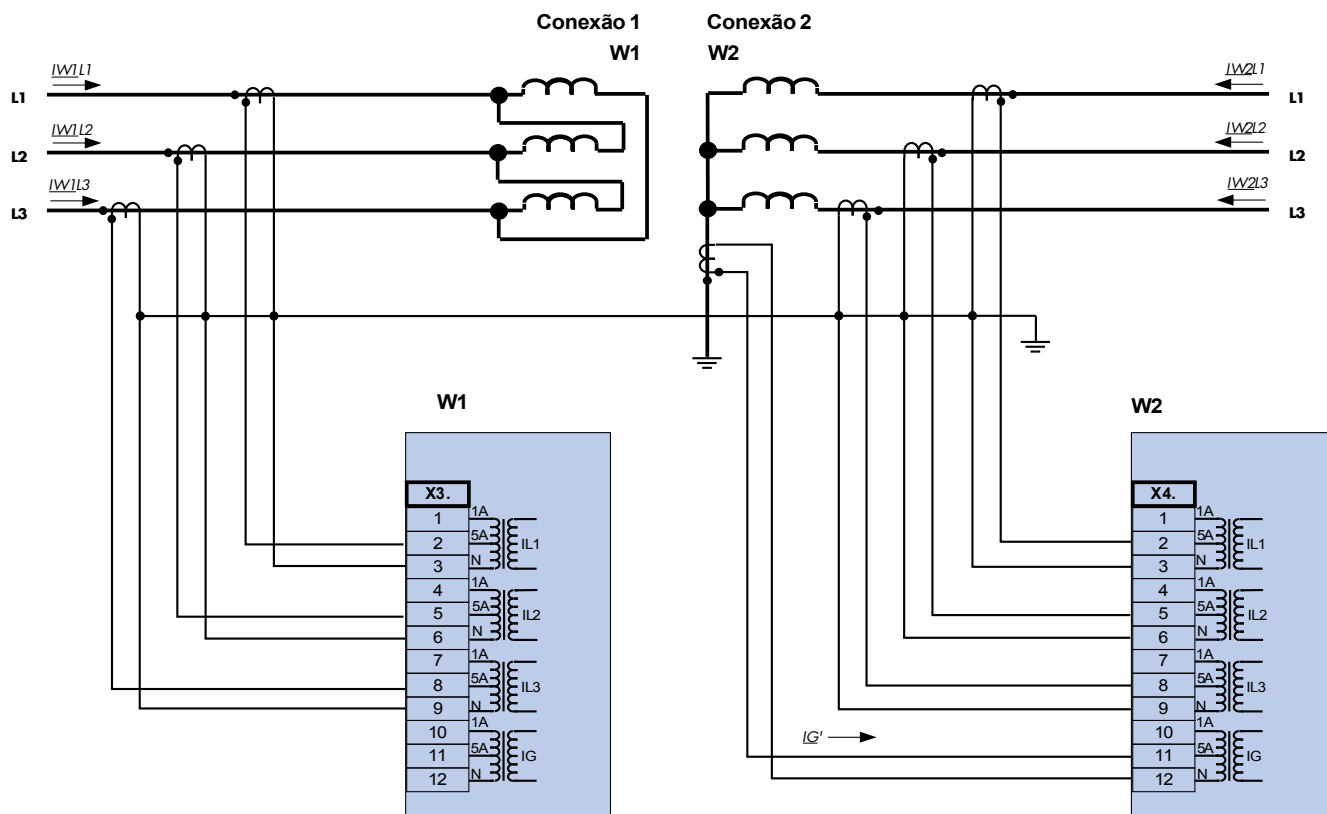 Conexão 1
Conexão 2
W1
W2
IW1L1
IW2L1
L1
L1
IW1L2
IW2L2
L2
L2
IW1L3
IW2L3
L3
L3
W1
W2
X3.
1
1A
2
5A
IL1
3
N
4
1A
5
5A
IL2
6
N
7
1A
8
5A
IL3
9
N
10
1A
11
5A
IG
12
N
IG'
X4.
1
1A
2
5A
IL1
3
N
4
1A
5
5A
IL2
6
N
7
1A
8
5A
IL3
9
N
10
1A
11
5A
IG
12
N